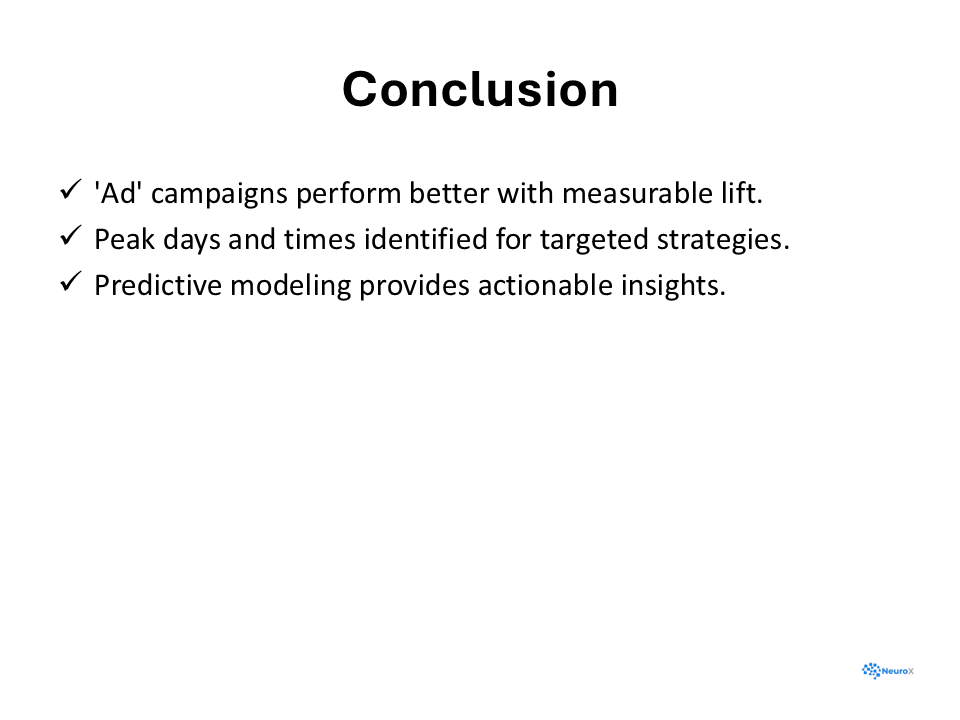 Conclusion
✓ 'Ad' campaigns perform better with measurable lift.
✓ Peak days and times identified for targeted strategies.
✓ Predictive modeling provides actionable insights.
NeuroX